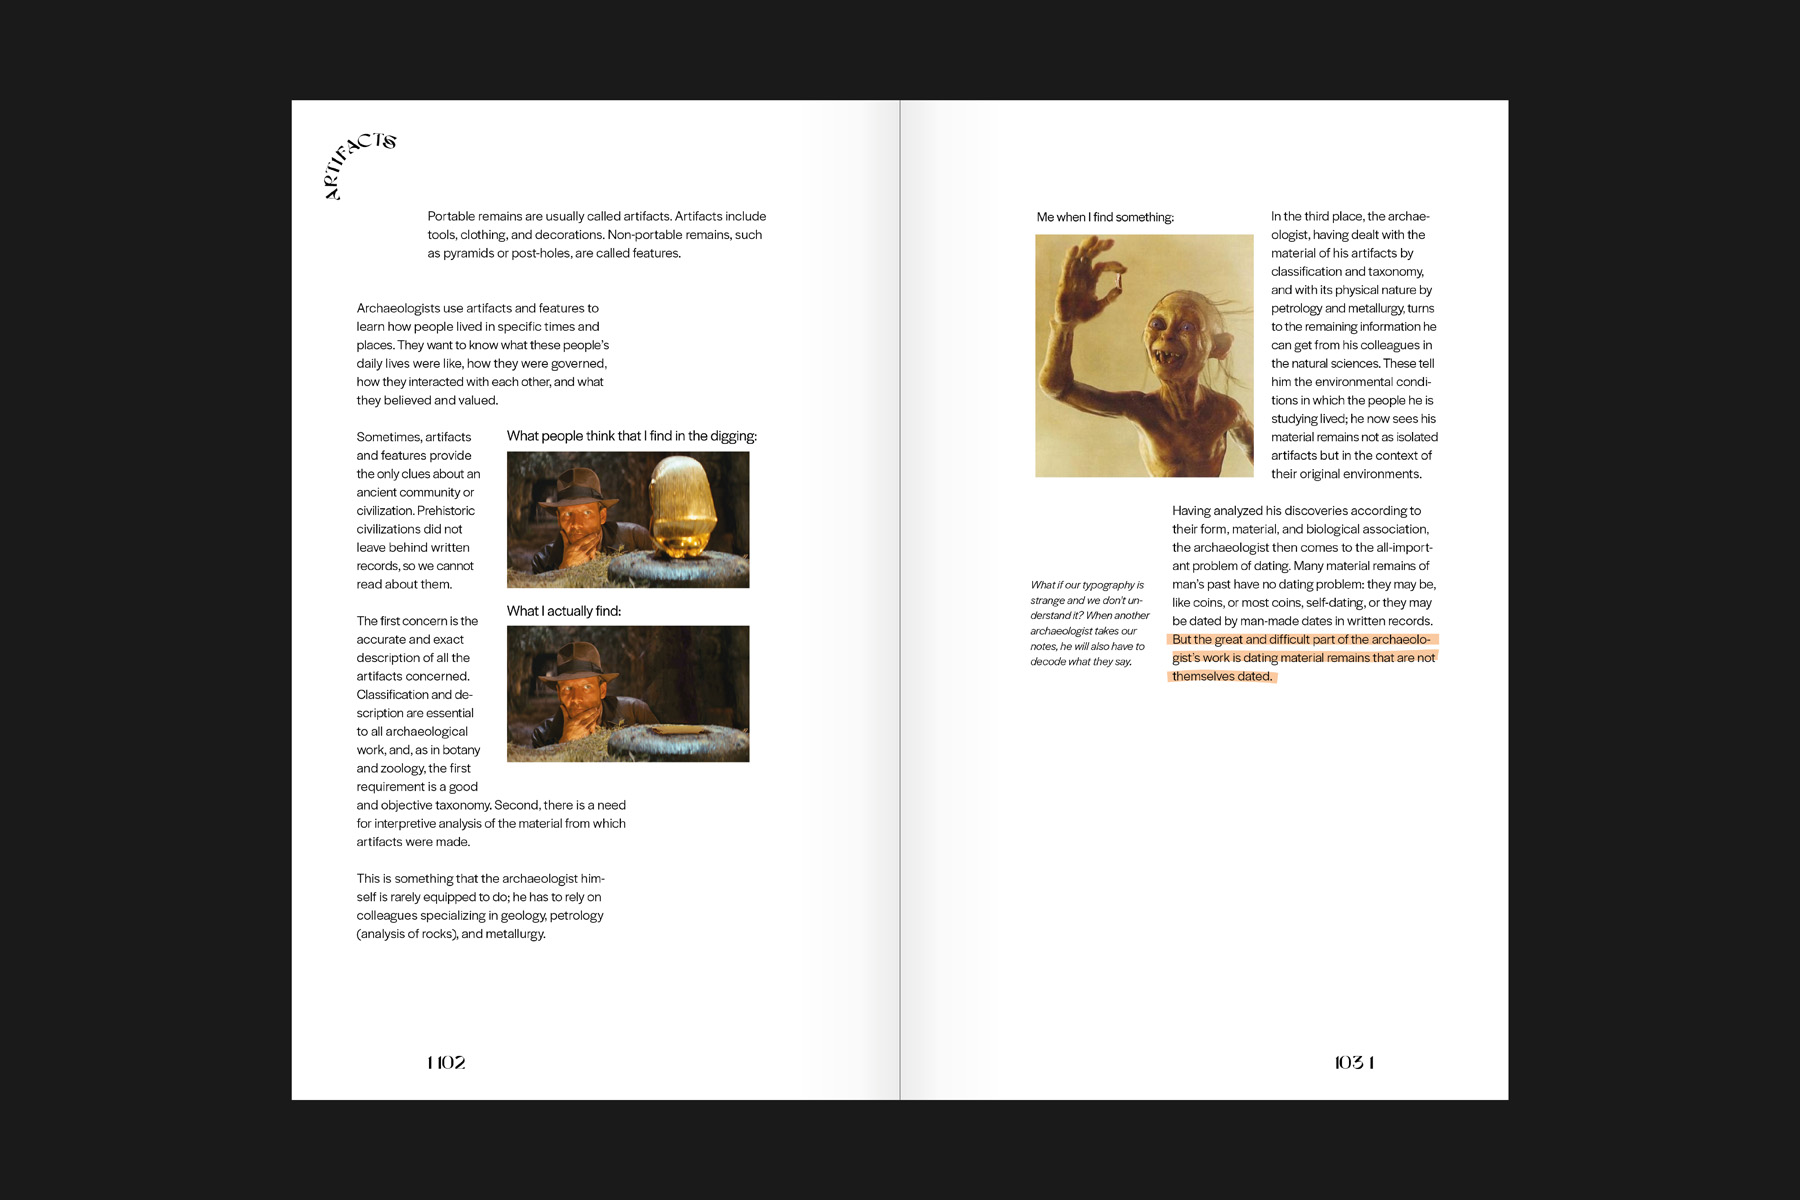 ARTIFACTS
Portable remains are usually called artifacts. Artifacts include
tools, clothing, and decorations. Non-portable remains, such
as pyramids or post-holes, are called features.
Archaeologists use artifacts and features to
learn how people lived in specific times and
places. They want to know what these people's
daily lives were like, how they were governed,
how they interacted with each other, and what
they believed and valued.
Sometimes, artifacts
and features provide
the only clues about an
ancient community or
civilization. Prehistoric
civilizations did not
leave behind written
records, so we cannot
read about them.
The first concern is the
accurate and exact
description of all the
artifacts concerned.
Classification and de-
scription are essential
to all archaeological
work, and, as in botany
and zoology, the first
requirement is a good
and objective taxonomy. Second, there is a need
for interpretive analysis of the material from which
artifacts were made.
What people think that I find in the digging:
What I actually find:
This is something that the archaeologist him-
self is rarely equipped to do; he has to rely on
colleagues specializing in geology, petrology
(analysis of rocks), and metallurgy.
1 102
Me when I find something:
In the third place, the archae-
ologist, having dealt with the
material of his artifacts by
classification and taxonomy,
and with its physical nature by
petrology and metallurgy, turns
to the remaining information he
can get from his colleagues in
the natural sciences. These tell
him the environmental condi-
tions in which the people he is
studying lived; he now sees his
material remains not as isolated
artifacts but in the context of
their original environments.
Having analyzed his discoveries according to
their form, material, and biological association,
the archaeologist then comes to the all-import-
ant problem of dating. Many material remains of
man's past have no dating problem: they may be,
like coins, or most coins, self-dating, or they may
be dated by man-made dates in written records.
But the great and difficult part of the archaeolo-
gist's work is dating material remains that are not
themselves dated.
What if our typography is
strange and we don't un-
derstand it? When another
archaeologist takes our
notes, he will also have to
decode what they say.
103 1